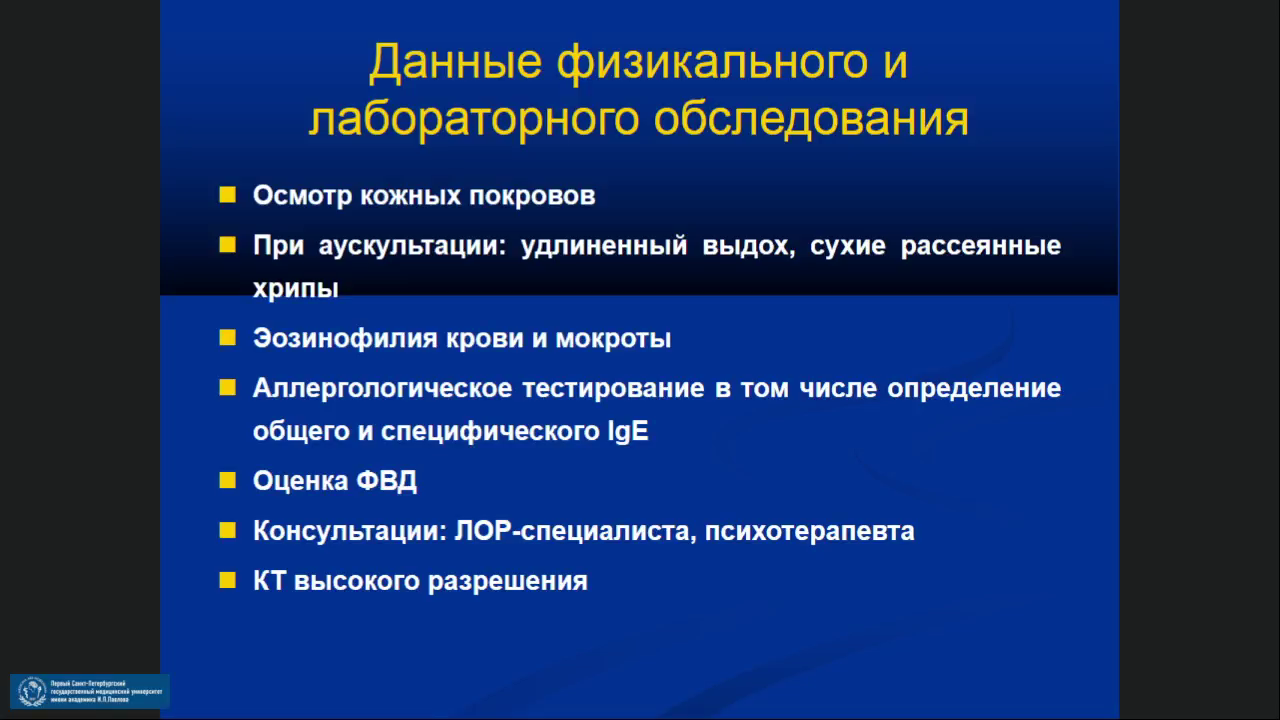 Данные физикального и
лабораторного обследования
Осмотр кожных покровов
При аускультации: удлиненный выдох, сухие рассеянные
хрипы
Эозинофилия крови и мокроты
Аллергологическое тестирование в том числе определение
общего и специфического IgE
Оценка ФВД
Консультации: ЛОР-специалиста, психотерапевта
КТ высокого разрешения
Первый Санкт-Петербургский
государственный медицинский университет
имени академика И.П.Павлова